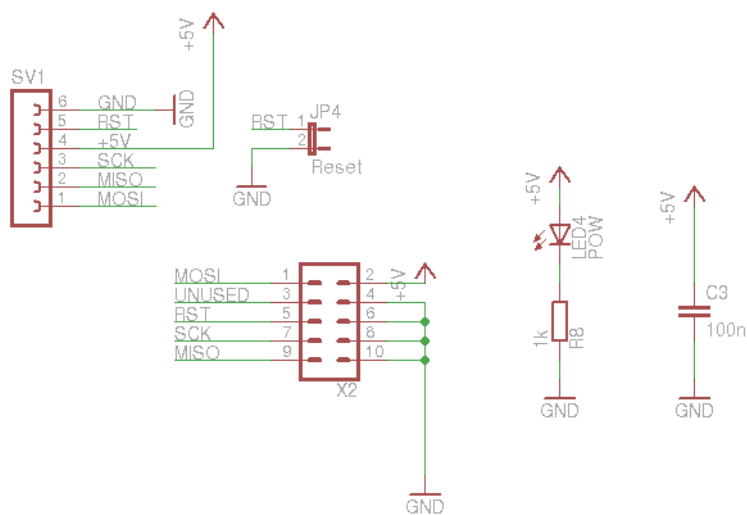 +5V
SV1
6 GND
5 RST
4 +5V
3 SCK
2 MISO
1 MOSI
GND
JP4
RST 1
2
Reset
GND
MOSI 1
UNUSED 3
RST 5
SCK 7
MISO 9
2
4
6
8
10
+5V
X2
GND
+5V
LED4
POW
1k
R8
GND
+5V
C3
100n
GND